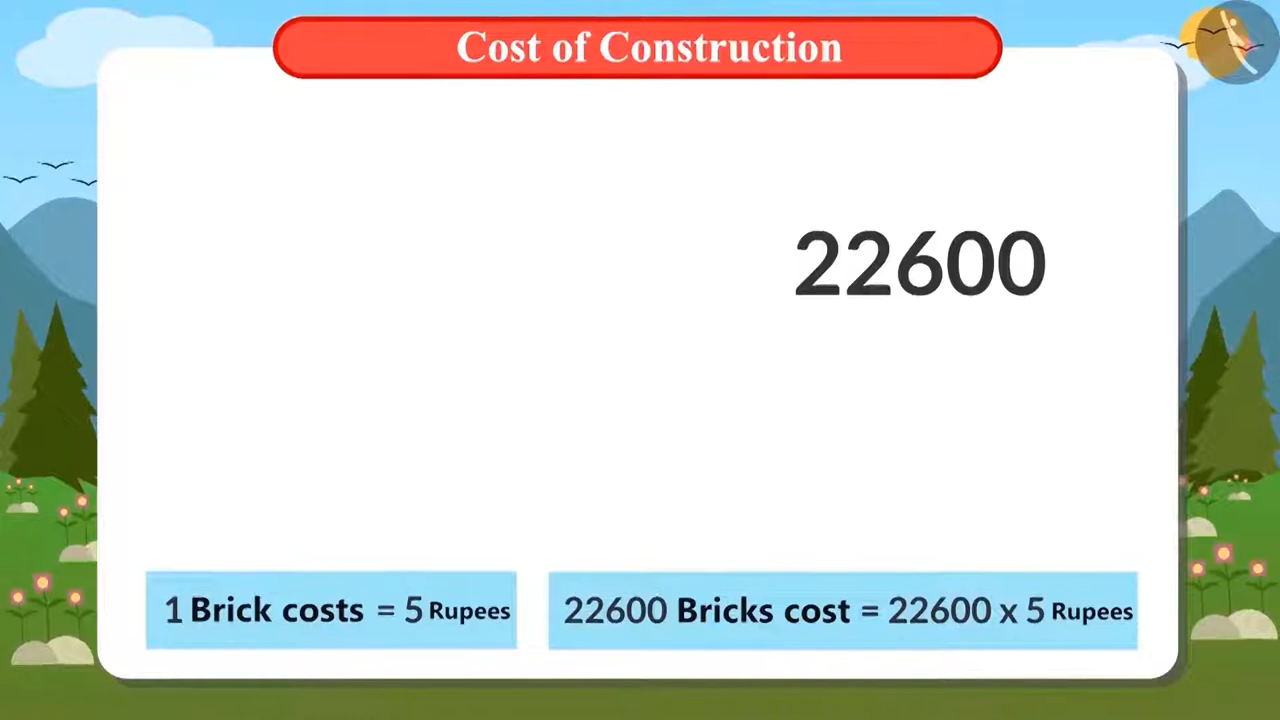 Cost of Construction
22600
1 Brick costs = 5 Rupees
22600 Bricks cost = 22600 x 5 Rupees